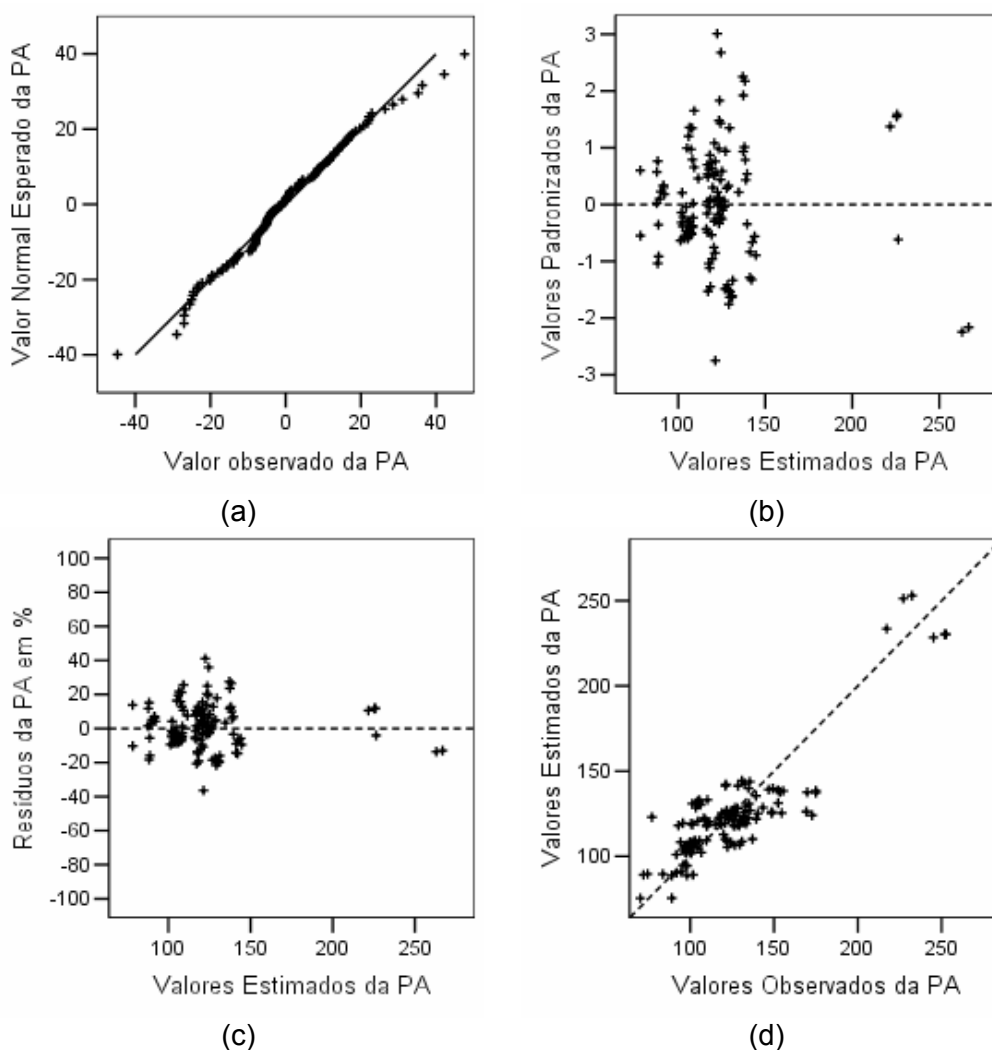 Valor Normal Esperado da PA
40
20
0
-20
-40
-40 -20 0 20 40
Valor observado da PA
(a)
Valores Padronizados da PA
3
2
1
0
-1
-2
-3
100 150 200 250
Valores Estimados da PA
(b)
Resíduos da PA em %
100
80
60
40
20
0
-20
-40
-60
-80
-100
100 150 200 250
Valores Estimados da PA
(c)
Valores Estimados da PA
250
200
150
100
100 150 200 250
Valores Observados da PA
(d)